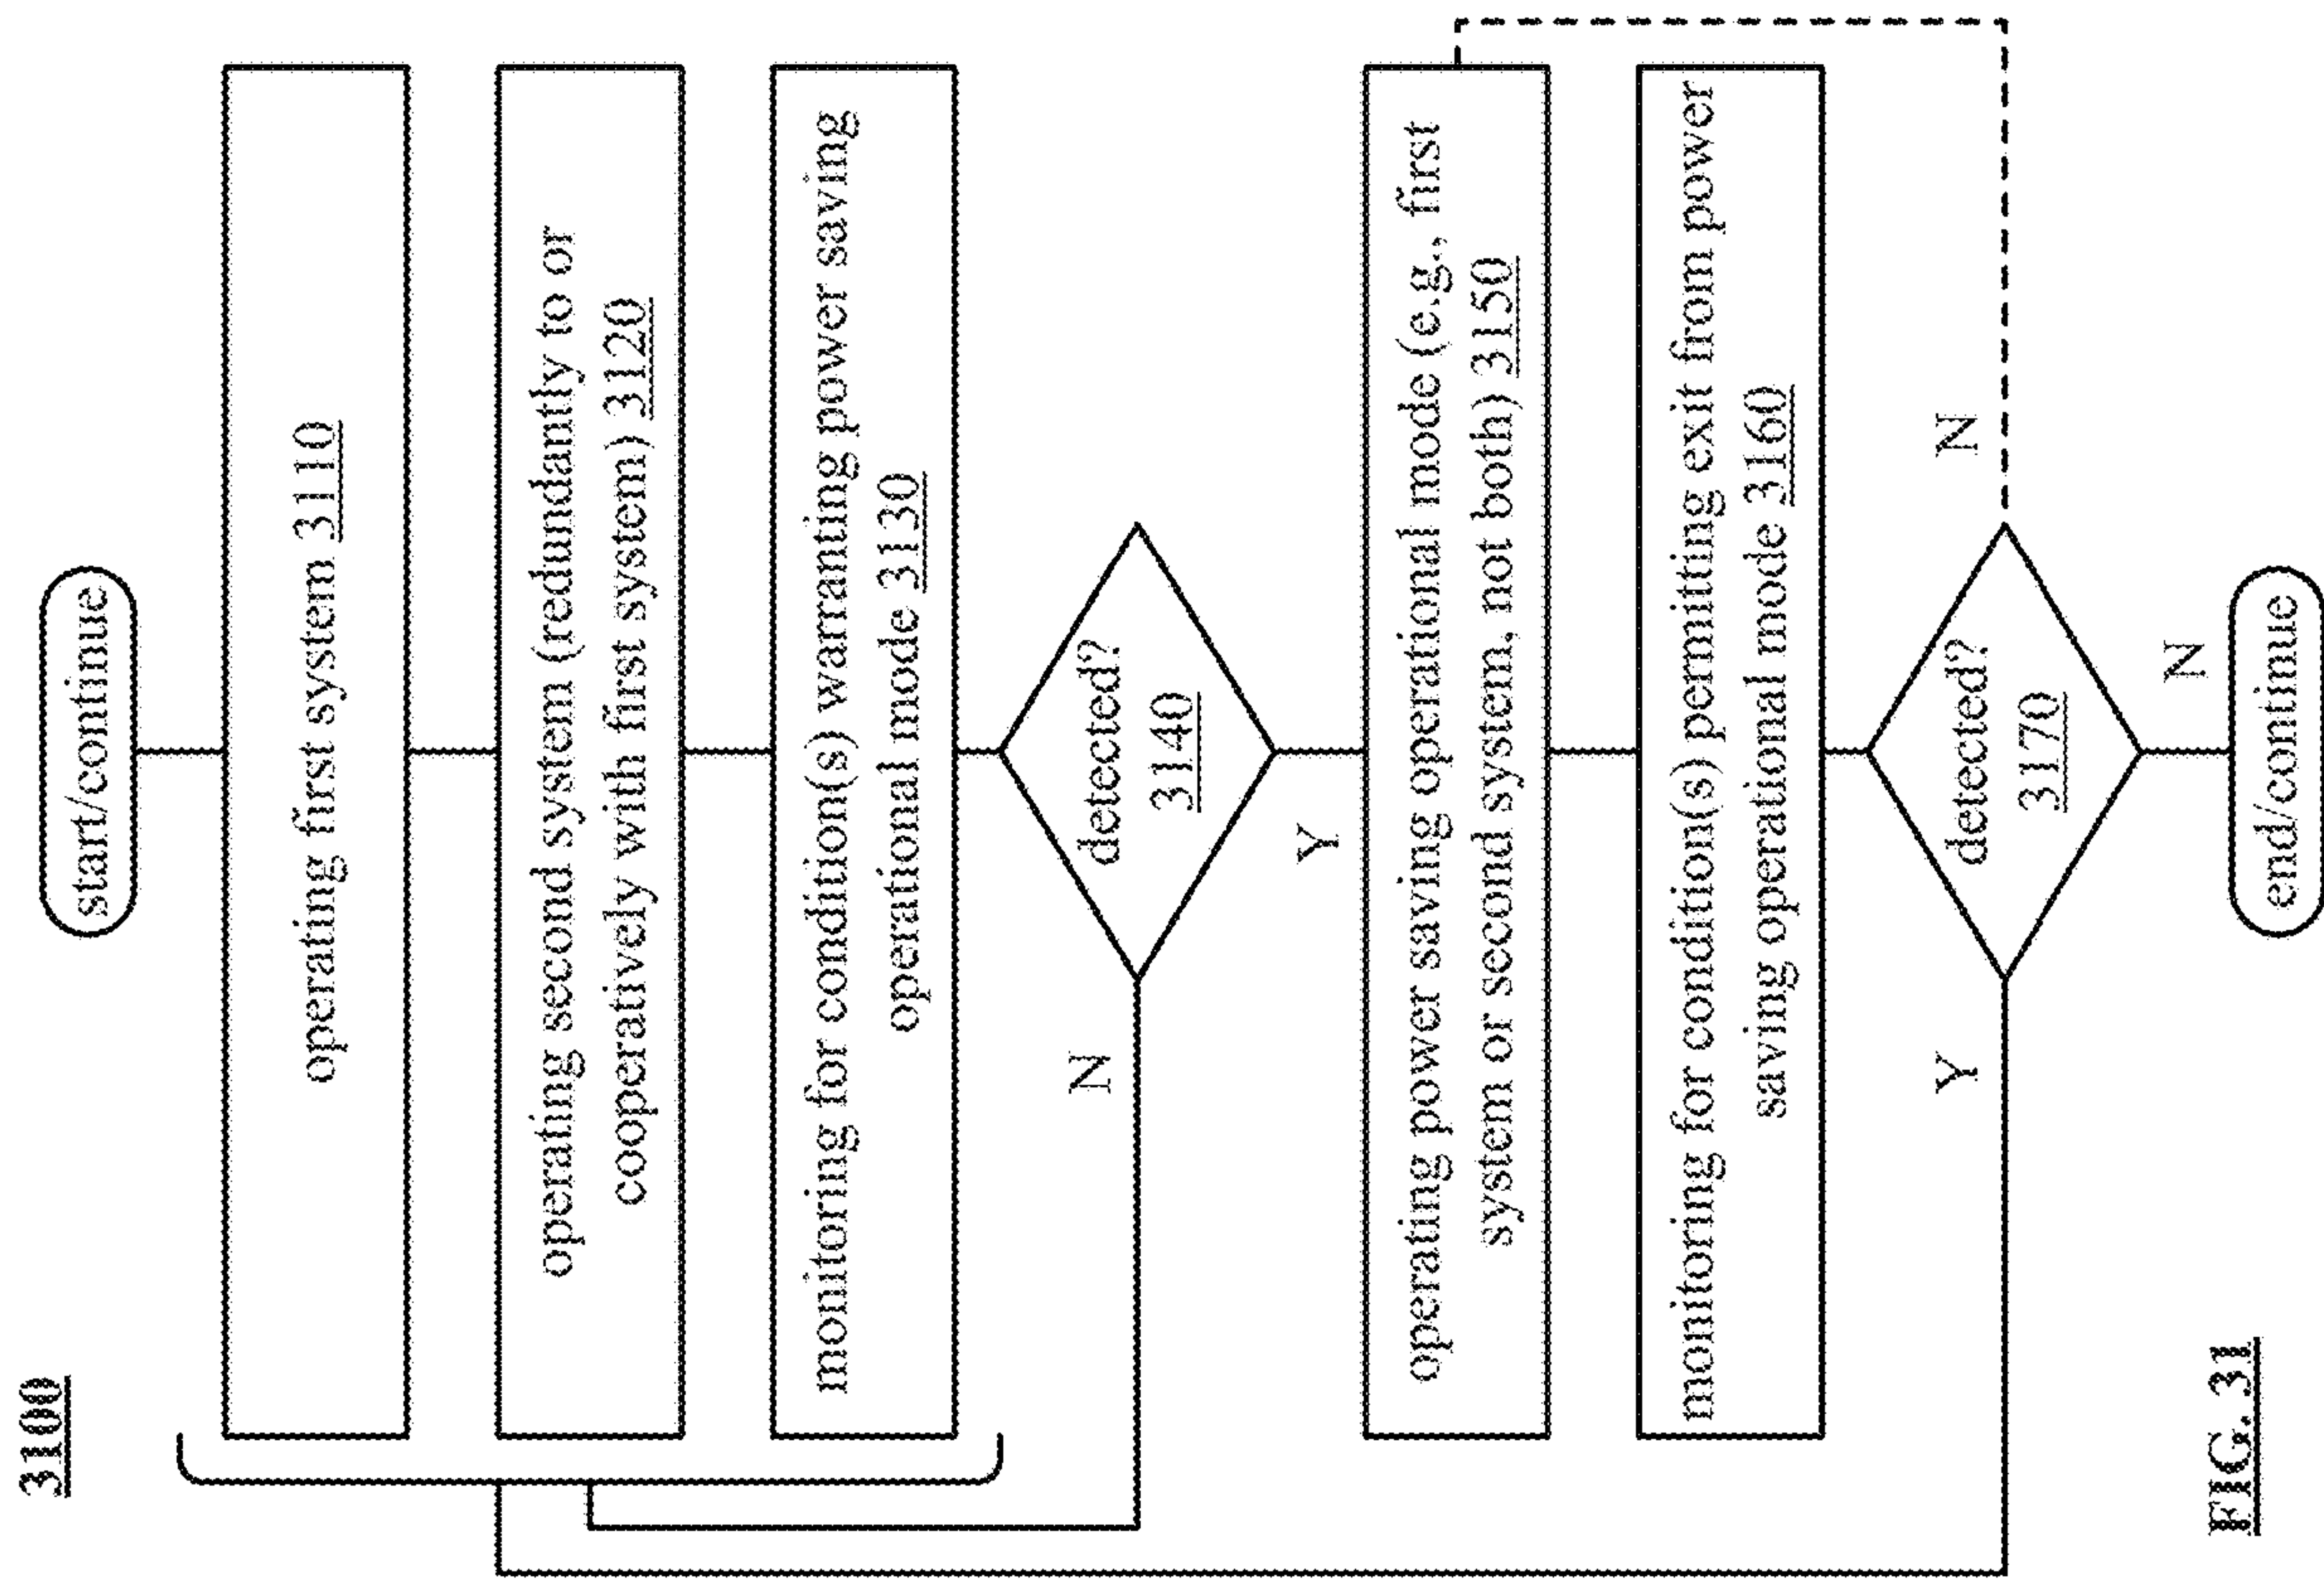 3100
start/continue
operating first system 3110
operating second system (redundantly to or
cooperatively with first system) 3120
monitoring for condition(s) warranting power saving
operational mode 3130
detected?
3140
N
Y
operating power saving operational mode (e.g., first
system or second system, not both) 3150
monitoring for condition(s) permitting exit from power
saving operational mode 3160
detected?
3170
Y
N
N
end/continue
FIG. 31